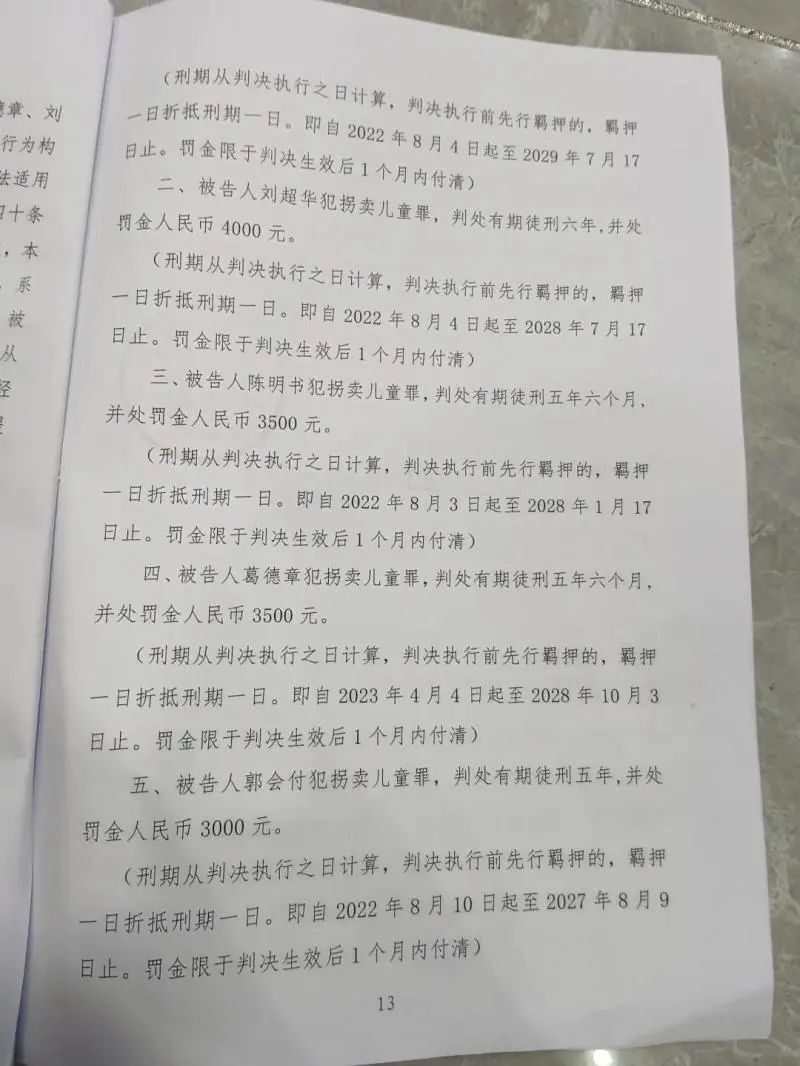 德章、刘
行为构
法适用
四十条
，本
，系
被
从
（刑期从判决执行之日计算，判决执行前先行羁押的，羁押
一日折抵刑期一日。即自 2022 年 8 月 4 日起至 2029 年 7 月 17
日止。罚金限于判决生效后 1 个月内付清）
二、被告人刘超华犯拐卖儿童罪，判处有期徒刑六年，并处
罚金人民币 4000 元。
（刑期从判决执行之日计算，判决执行前先行羁押的，羁押
一日折抵刑期一日。即自 2022 年 8 月 4 日起至 2028 年 7 月 17
日止。罚金限于判决生效后 1 个月内付清）
三、被告人陈明书犯拐卖儿童罪，判处有期徒刑五年六个月，
并处罚金人民币 3500 元。
（刑期从判决执行之日计算，判决执行前先行羁押的，羁押
一日折抵刑期一日。即自 2022 年 8 月 3 日起至 2028 年 1 月 17
日止。罚金限于判决生效后 1 个月内付清）
四、被告人葛德章犯拐卖儿童罪，判处有期徒刑五年六个月，
并处罚金人民币 3500 元。
（刑期从判决执行之日计算，判决执行前先行羁押的，羁押
一日折抵刑期一日。即自 2023 年 4 月 4 日起至 2028 年 10 月 3
日止。罚金限于判决生效后 1 个月内付清）
五、被告人郭会付犯拐卖儿童罪，判处有期徒刑五年，并处
罚金人民币 3000 元。
（刑期从判决执行之日计算，判决执行前先行羁押的，羁押
一日折抵刑期一日。即自 2022 年 8 月 10 日起至 2027 年 8 月 9
日止。罚金限于判决生效后 1 个月内付清）
13